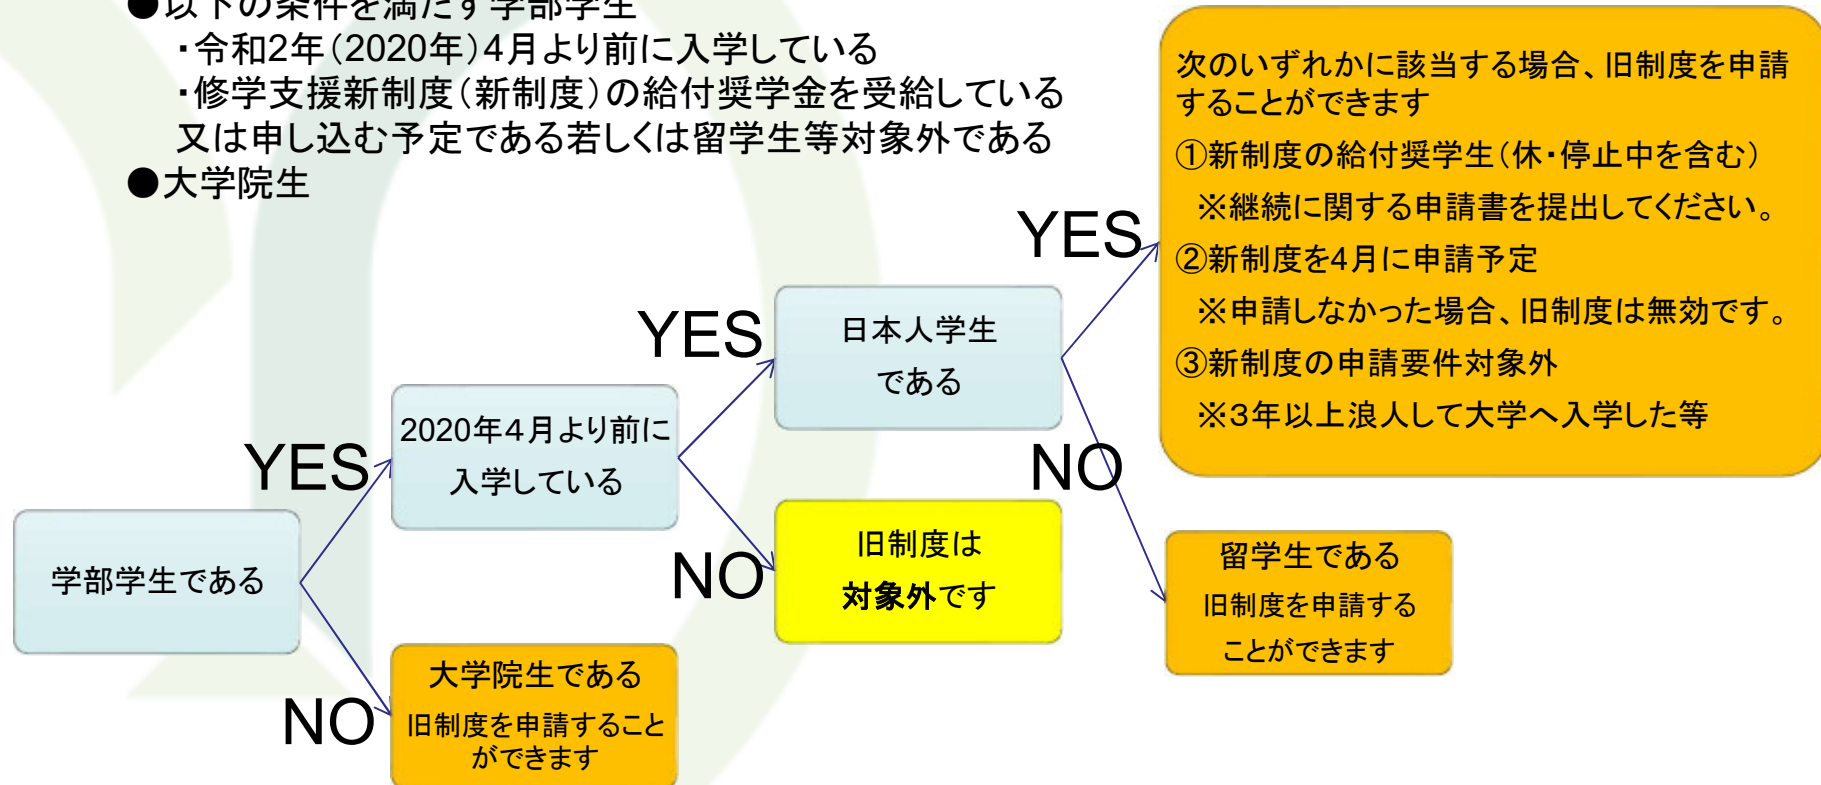 ●以下の条件を満たす学部学生
・令和2年(2020年)4月より前に入学している
・修学支援新制度(新制度)の給付奨学金を受給している
又は申し込む予定である若しくは留学生等対象外である
●大学院生
次のいずれかに該当する場合、旧制度を申請
することができます
①新制度の給付奨学生(休・停止中を含む)
※継続に関する申請書を提出してください。
②新制度を4月に申請予定
※申請しなかった場合、旧制度は無効です。
③新制度の申請要件対象外
※3年以上浪人して大学へ入学した等
YES
YES
日本人学生
である
2020年4月より前に
入学している
YES
NO
学部学生である
NO
旧制度は
対象外です
留学生である
旧制度を申請する
ことができます
NO
大学院生である
旧制度を申請すること
ができます